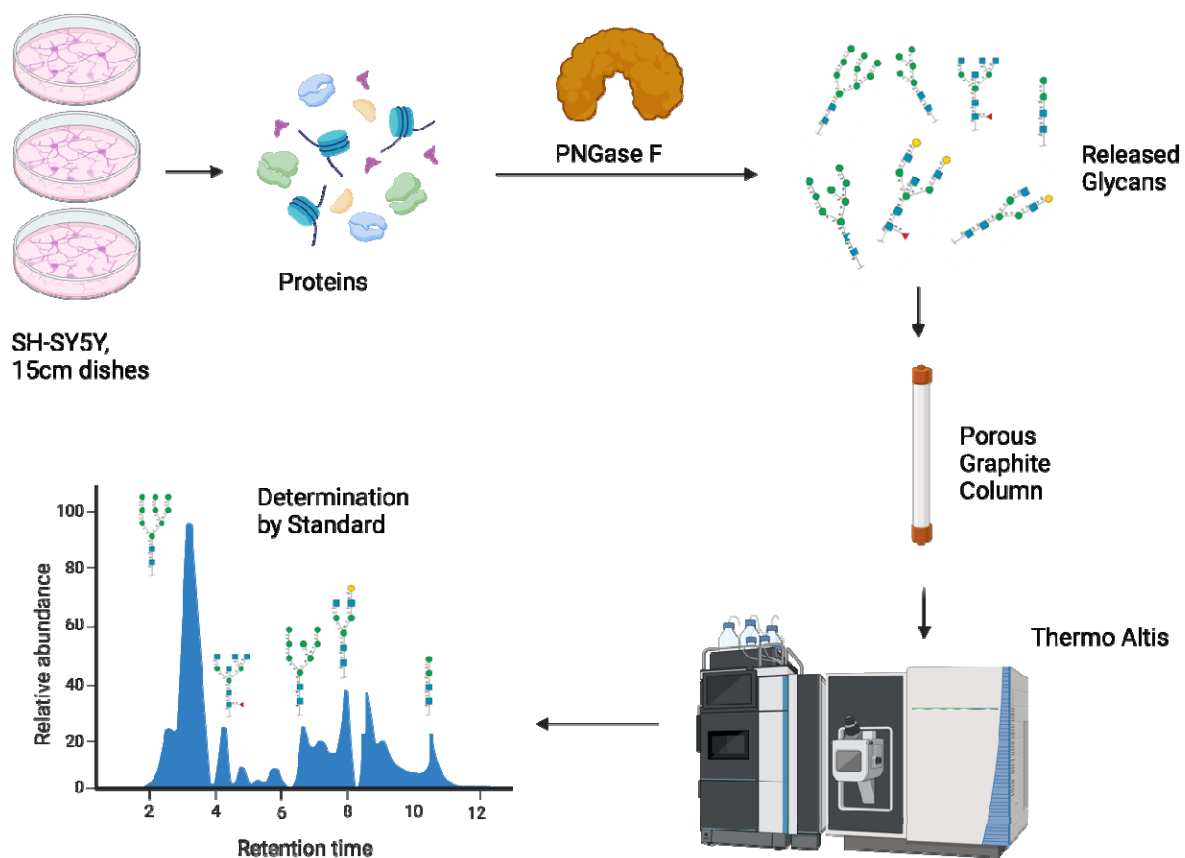 SH-SY5Y,
15cm dishes
Proteins
PNGase F
Released
Glycans
Porous
Graphite
Column
Thermo Altis
Determination
by Standard
Relative abundance
100
80
60
40
20
0
2 4 6 8 10 12
Retention time